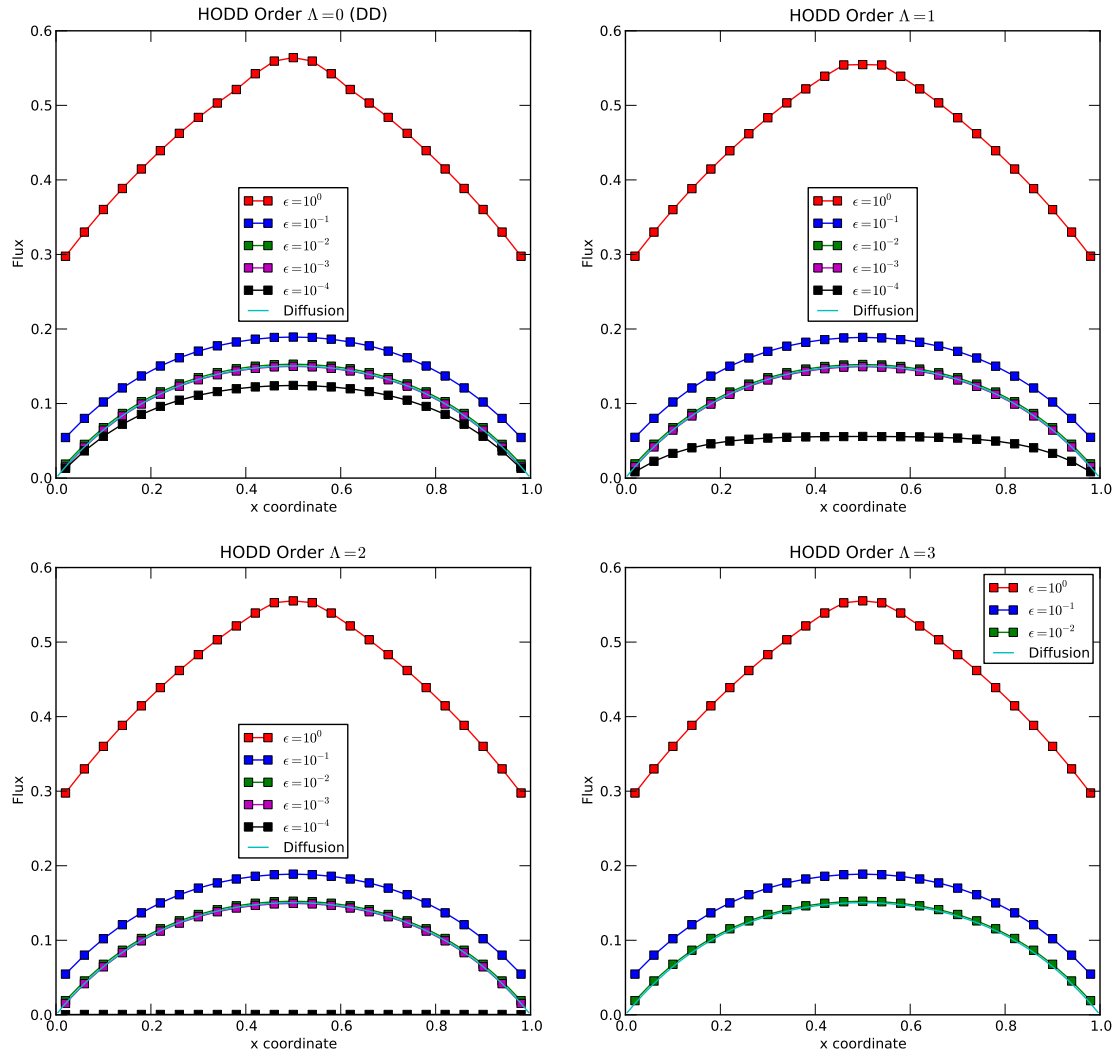 HODD Order Λ=0 (DD)
0.6
0.5
0.4
0.3
0.2
0.1
0.0
Flux
ϵ=10⁰
ϵ=10⁻¹
ϵ=10⁻²
ϵ=10⁻³
ϵ=10⁻⁴
Diffusion
0.0 0.2 0.4 0.6 0.8 1.0
x coordinate
HODD Order Λ=1
0.6
0.5
0.4
0.3
0.2
0.1
0.0
Flux
ϵ=10⁰
ϵ=10⁻¹
ϵ=10⁻²
ϵ=10⁻³
ϵ=10⁻⁴
Diffusion
0.0 0.2 0.4 0.6 0.8 1.0
x coordinate
HODD Order Λ=2
0.6
0.5
0.4
0.3
0.2
0.1
0.0
Flux
ϵ=10⁰
ϵ=10⁻¹
ϵ=10⁻²
ϵ=10⁻³
ϵ=10⁻⁴
Diffusion
0.0 0.2 0.4 0.6 0.8 1.0
x coordinate
HODD Order Λ=3
0.6
0.5
0.4
0.3
0.2
0.1
0.0
Flux
ϵ=10⁰
ϵ=10⁻¹
ϵ=10⁻²
Diffusion
0.0 0.2 0.4 0.6 0.8 1.0
x coordinate